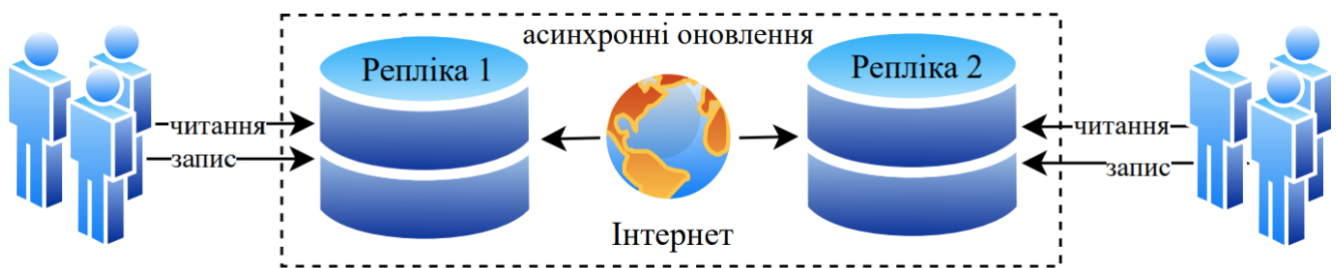 асинхронні оновлення
Репліка 1
Репліка 2
читання
запис
читання
запис
Інтернет